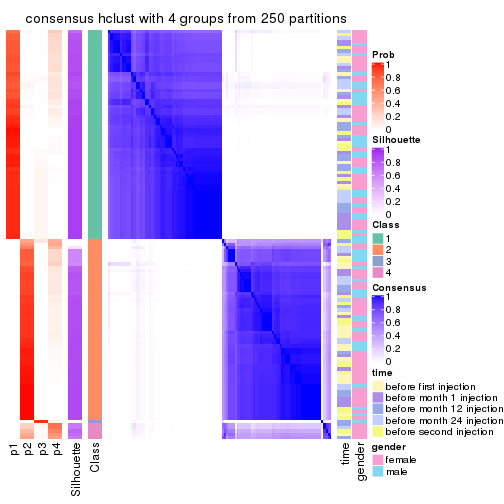 consensus hclust with 4 groups from 250 partitions
Prob
1
0.8
0.6
0.4
0.2
0
Silhouette
1
0.8
0.6
0.4
0.2
0
Class
1
2
3
4
Consensus
1
0.8
0.6
0.4
0.2
0
time
before first injection
before month 1 injection
before month 12 injection
before month 24 injection
before second injection
gender
female
male
p1
p2
p3
p4
Silhouette
Class
time
gender